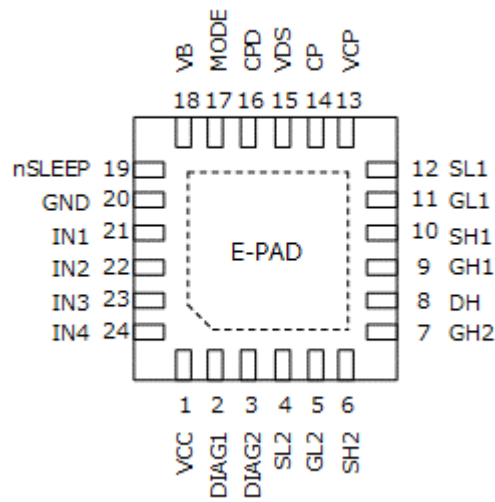 VB MODE CPD VDS CP VCP
18 17 16 15 14 13
nSLEEP 19 12 SL1
GND 20 11 GL1
IN1 21 10 SH1
E-PAD
IN2 22 9 GH1
IN3 23 8 DH
IN4 24 7 GH2
1 2 3 4 5 6
VCC DIAG1 DIAG2 SL2 GL2 SH2